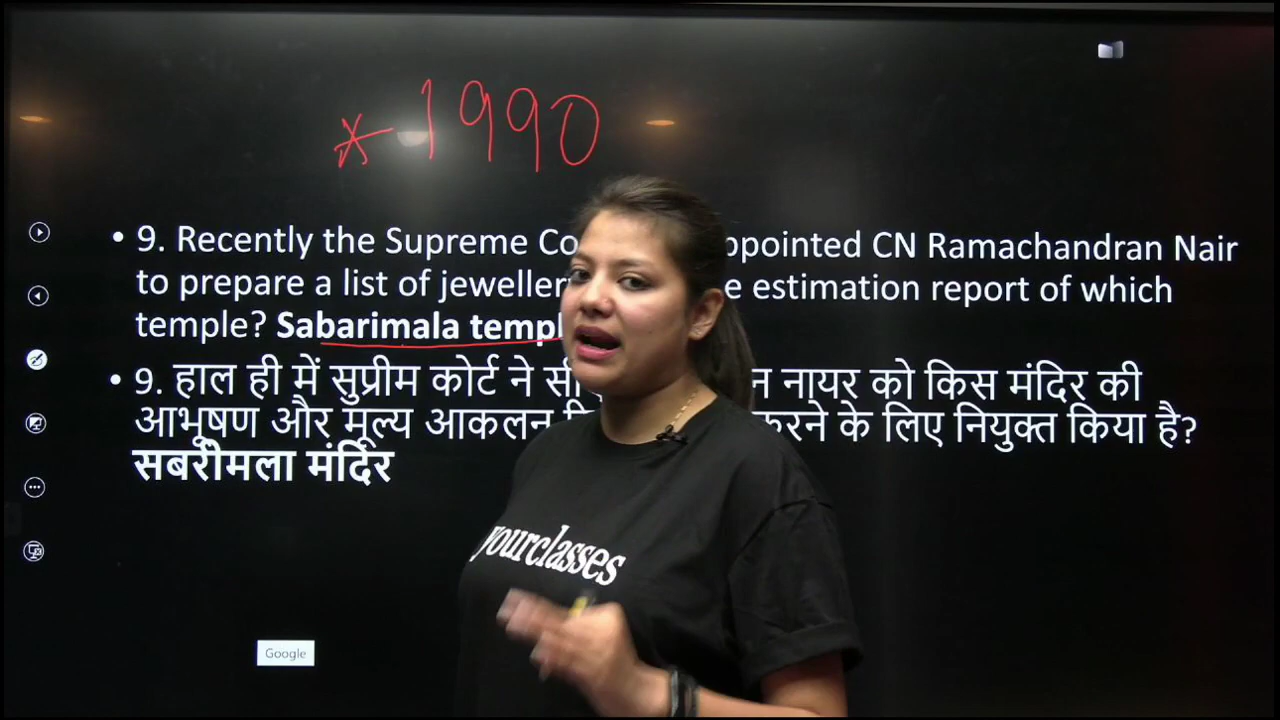 * 1990
• 9. Recently the Supreme Co ppointed CN Ramachandran Nair
to prepare a list of jeweller e estimation report of which
temple? Sabarimala templ
• 9. हाल ही में सुप्रीम कोर्ट ने सी न नायर को किस मंदिर की
आभूषण और मूल्य आकलन करने के लिए नियुक्त किया है?
सबरीमला मंदिर
yourclasses
Google